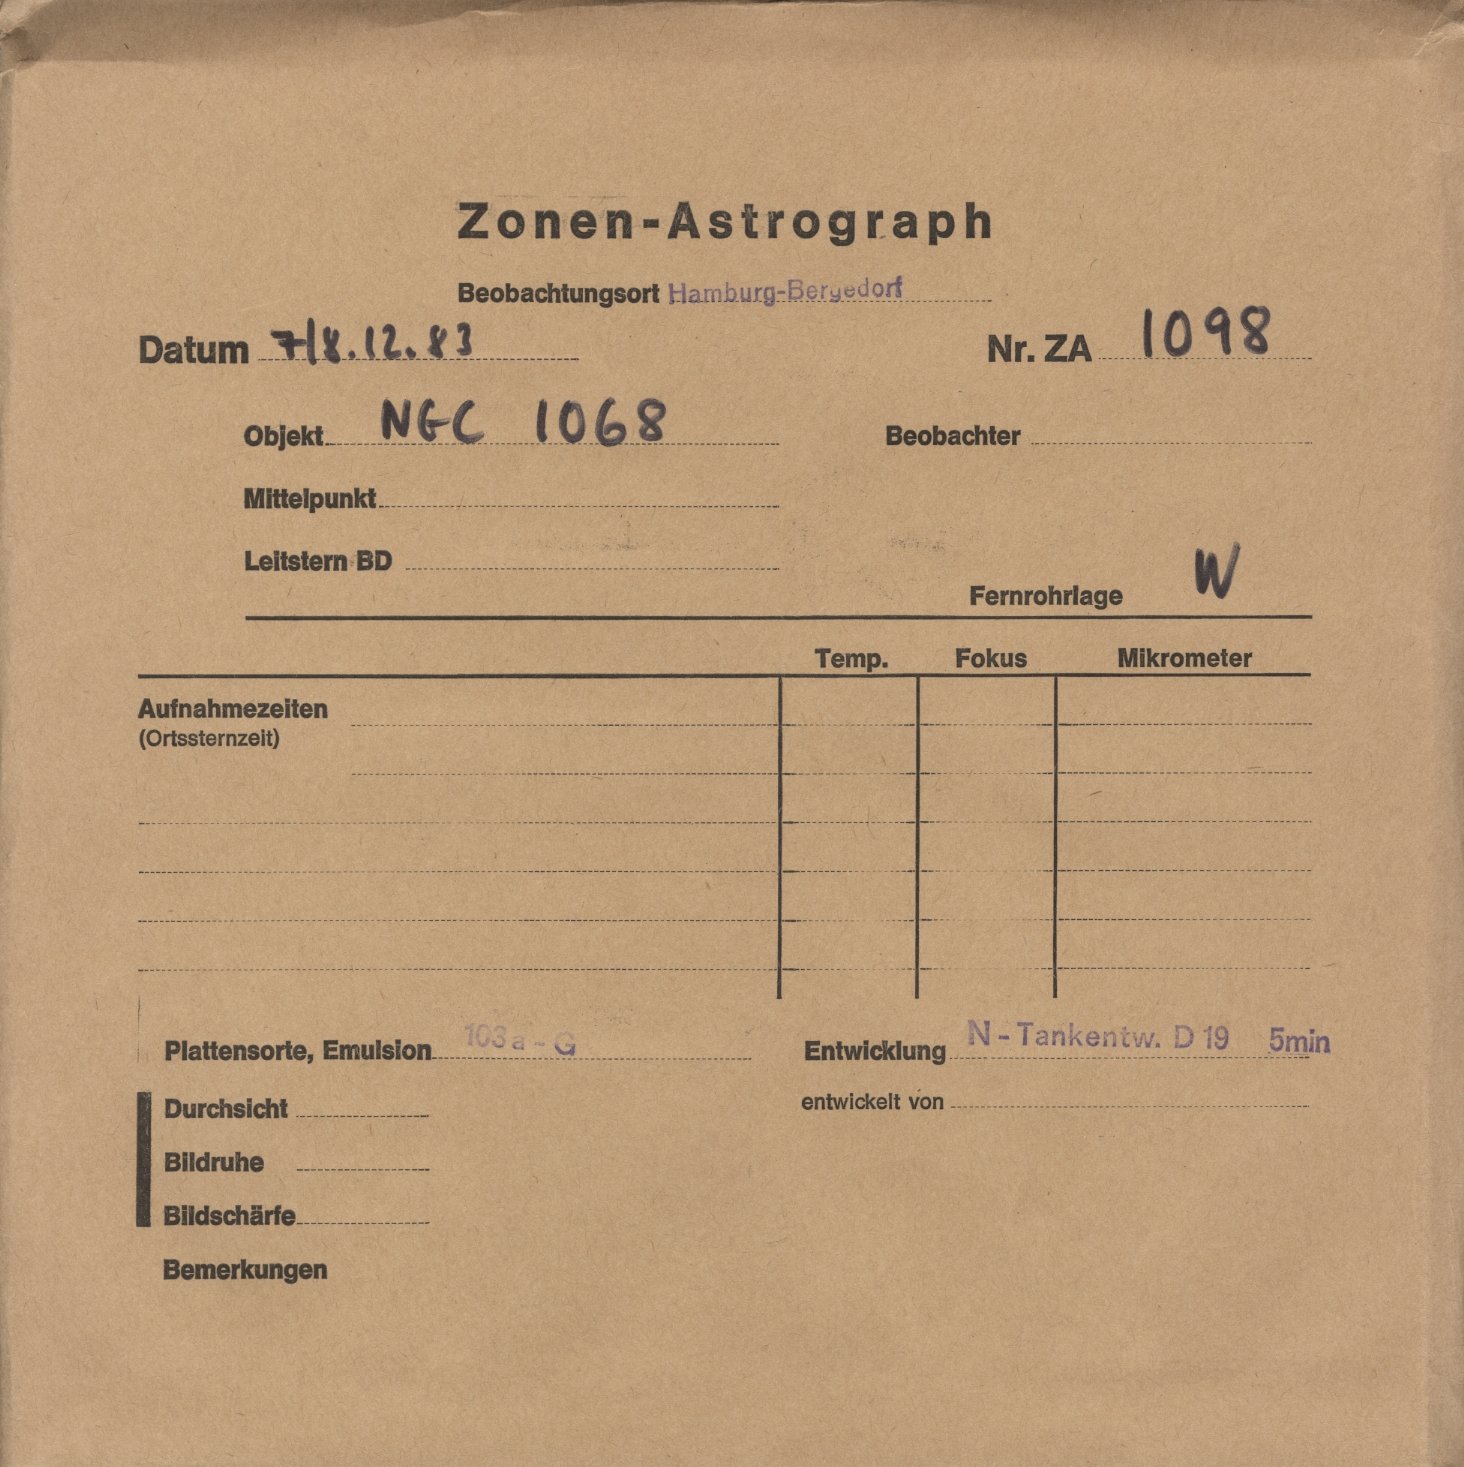 Zonen-Astrograph
Beobachtungsort Hamburg-Bergedorf
Datum 7/8.12.83 Nr. ZA 1098
Objekt NGC 1068 Beobachter
Mittelpunkt
Leitstern BD
Fernrohrlage W
Temp. Fokus Mikrometer
Aufnahmezeiten
(Ortssternzeit)
Plattensorte, Emulsion 103a-G Entwicklung N-Tankentw. D 19 5min
Durchsicht entwickelt von
Bildruhe
Bildschärfe
Bemerkungen